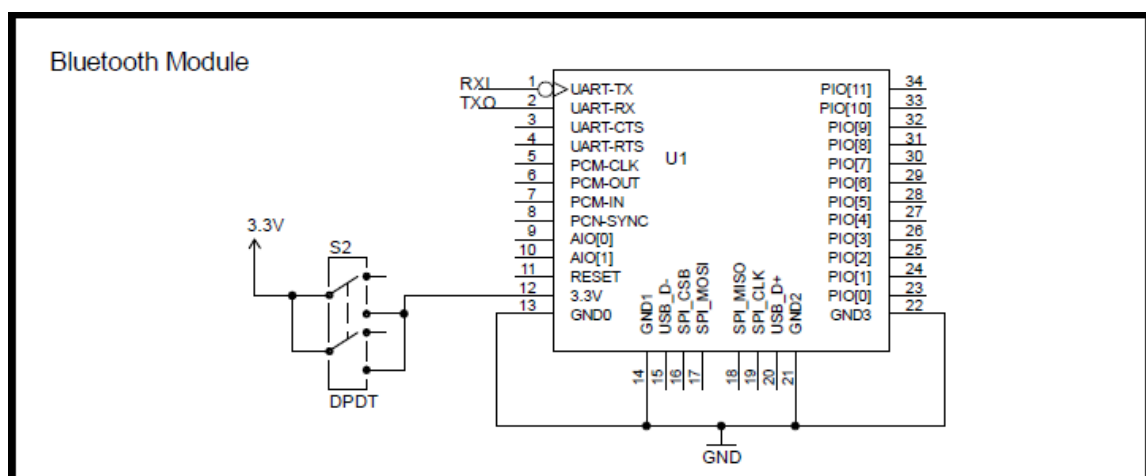 Bluetooth Module
RXI 1 UART-TX PIO[11] 34
TXO 2 UART-RX PIO[10] 33
3 UART-CTS PIO[9] 32
4 UART-RTS PIO[8] 31
U1
5 PCM-CLK PIO[7] 30
6 PCM-OUT PIO[6] 29
7 PCM-IN PIO[5] 28
8 PCN-SYNC PIO[4] 27
9 AIO[0] PIO[3] 26
10 AIO[1] PIO[2] 25
11 RESET PIO[1] 24
12 3.3V PIO[0] 23
13 GND0 GND3 22
3.3V
S2
DPDT
GND1 USB_D- SPI_CSB SPI_MOSI SPI_MISO SPI_CLK USB_D+ GND2
14 15 16 17 18 19 20 21
GND